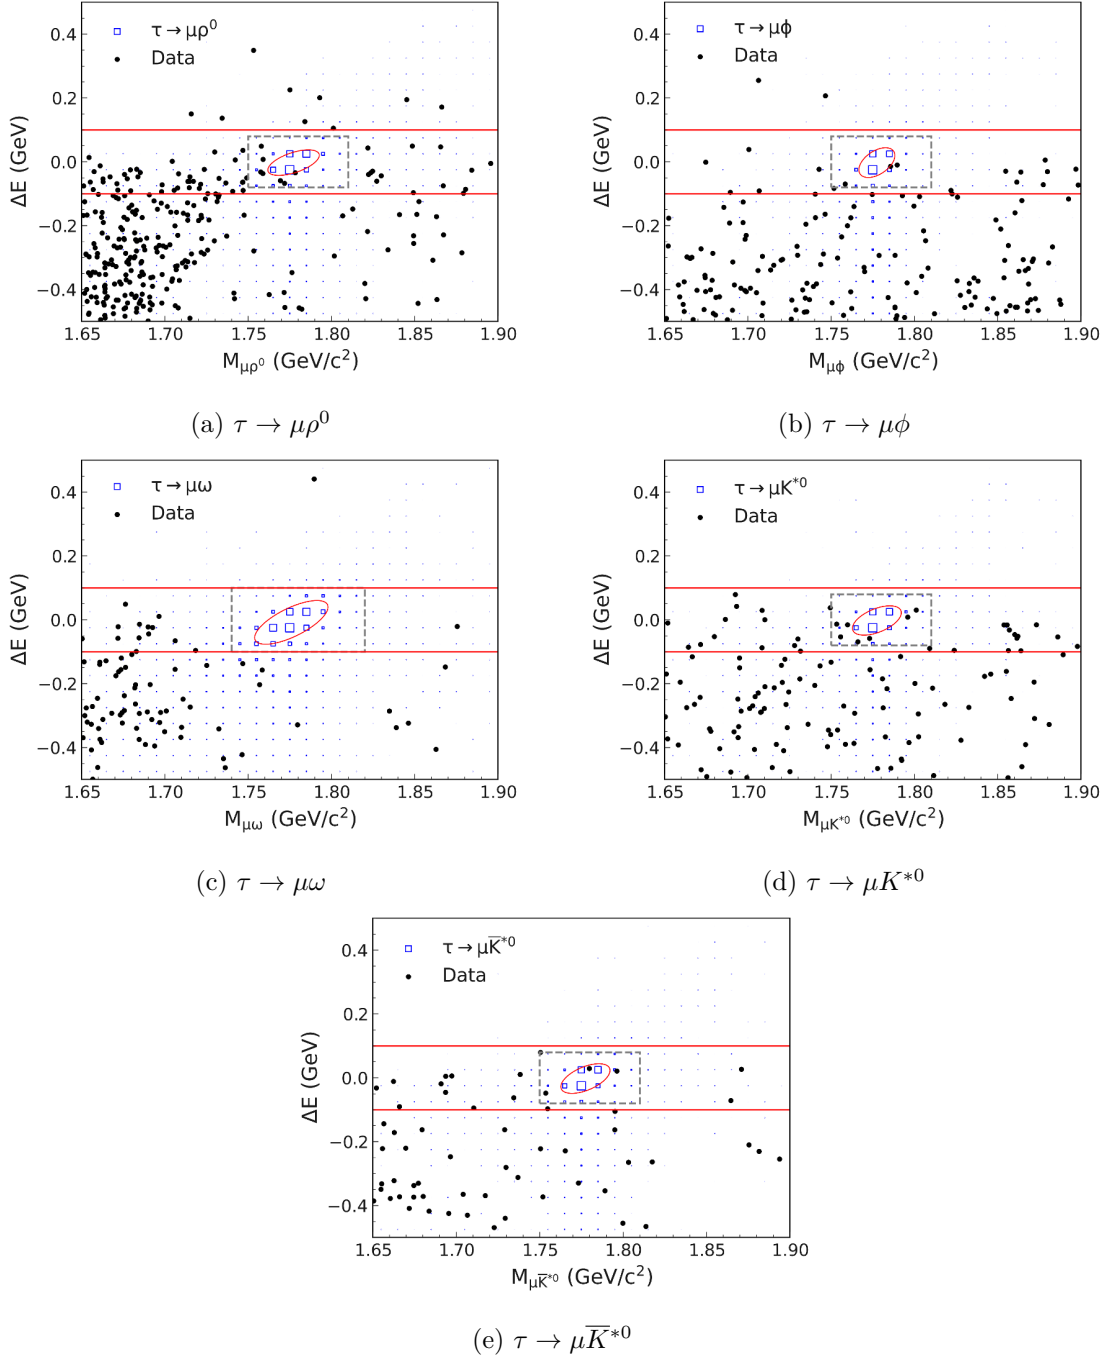 τ → μρ⁰
Data
ΔE (GeV)
0.4
0.2
0.0
−0.2
−0.4
1.65 1.70 1.75 1.80 1.85 1.90
M_μρ⁰ (GeV/c²)
(a) τ → μρ⁰
τ → μϕ
Data
ΔE (GeV)
0.4
0.2
0.0
−0.2
−0.4
1.65 1.70 1.75 1.80 1.85 1.90
M_μϕ (GeV/c²)
(b) τ → μϕ
τ → μω
Data
ΔE (GeV)
0.4
0.2
0.0
−0.2
−0.4
1.65 1.70 1.75 1.80 1.85 1.90
M_μω (GeV/c²)
(c) τ → μω
τ → μK*⁰
Data
ΔE (GeV)
0.4
0.2
0.0
−0.2
−0.4
1.65 1.70 1.75 1.80 1.85 1.90
M_μK*⁰ (GeV/c²)
(d) τ → μK*⁰
τ → μK̅*⁰
Data
ΔE (GeV)
0.4
0.2
0.0
−0.2
−0.4
1.65 1.70 1.75 1.80 1.85 1.90
M_μK̅*⁰ (GeV/c²)
(e) τ → μK̅*⁰